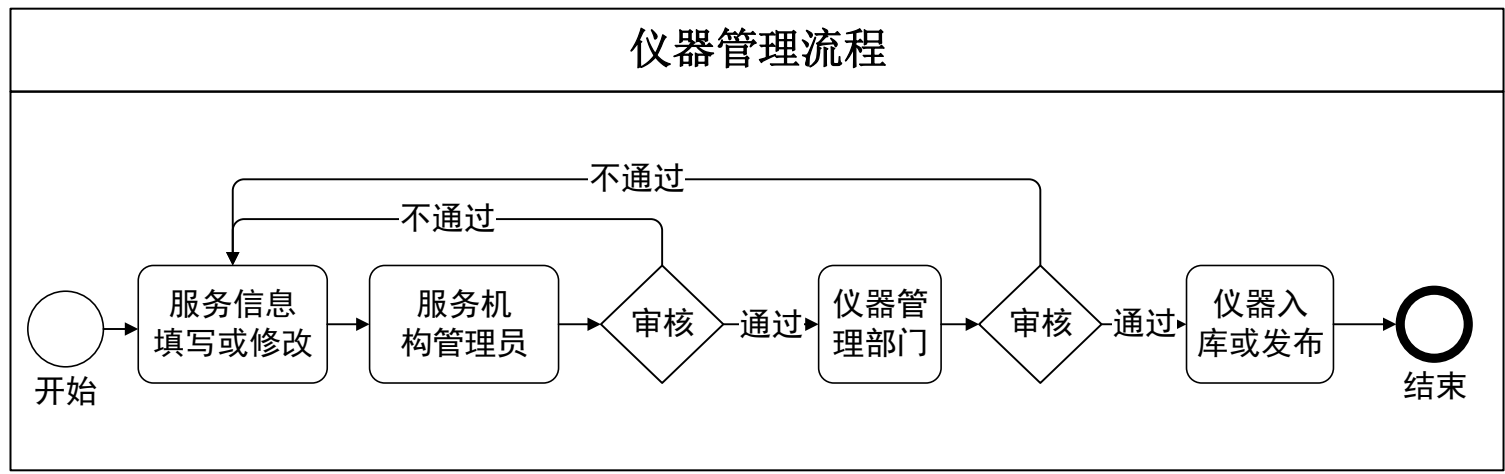 仪器管理流程
不通过
不通过
服务信息
填写或修改
服务机
构管理员
审核
通过
仪器管
理部门
审核
通过
仪器入
库或发布
开始
结束